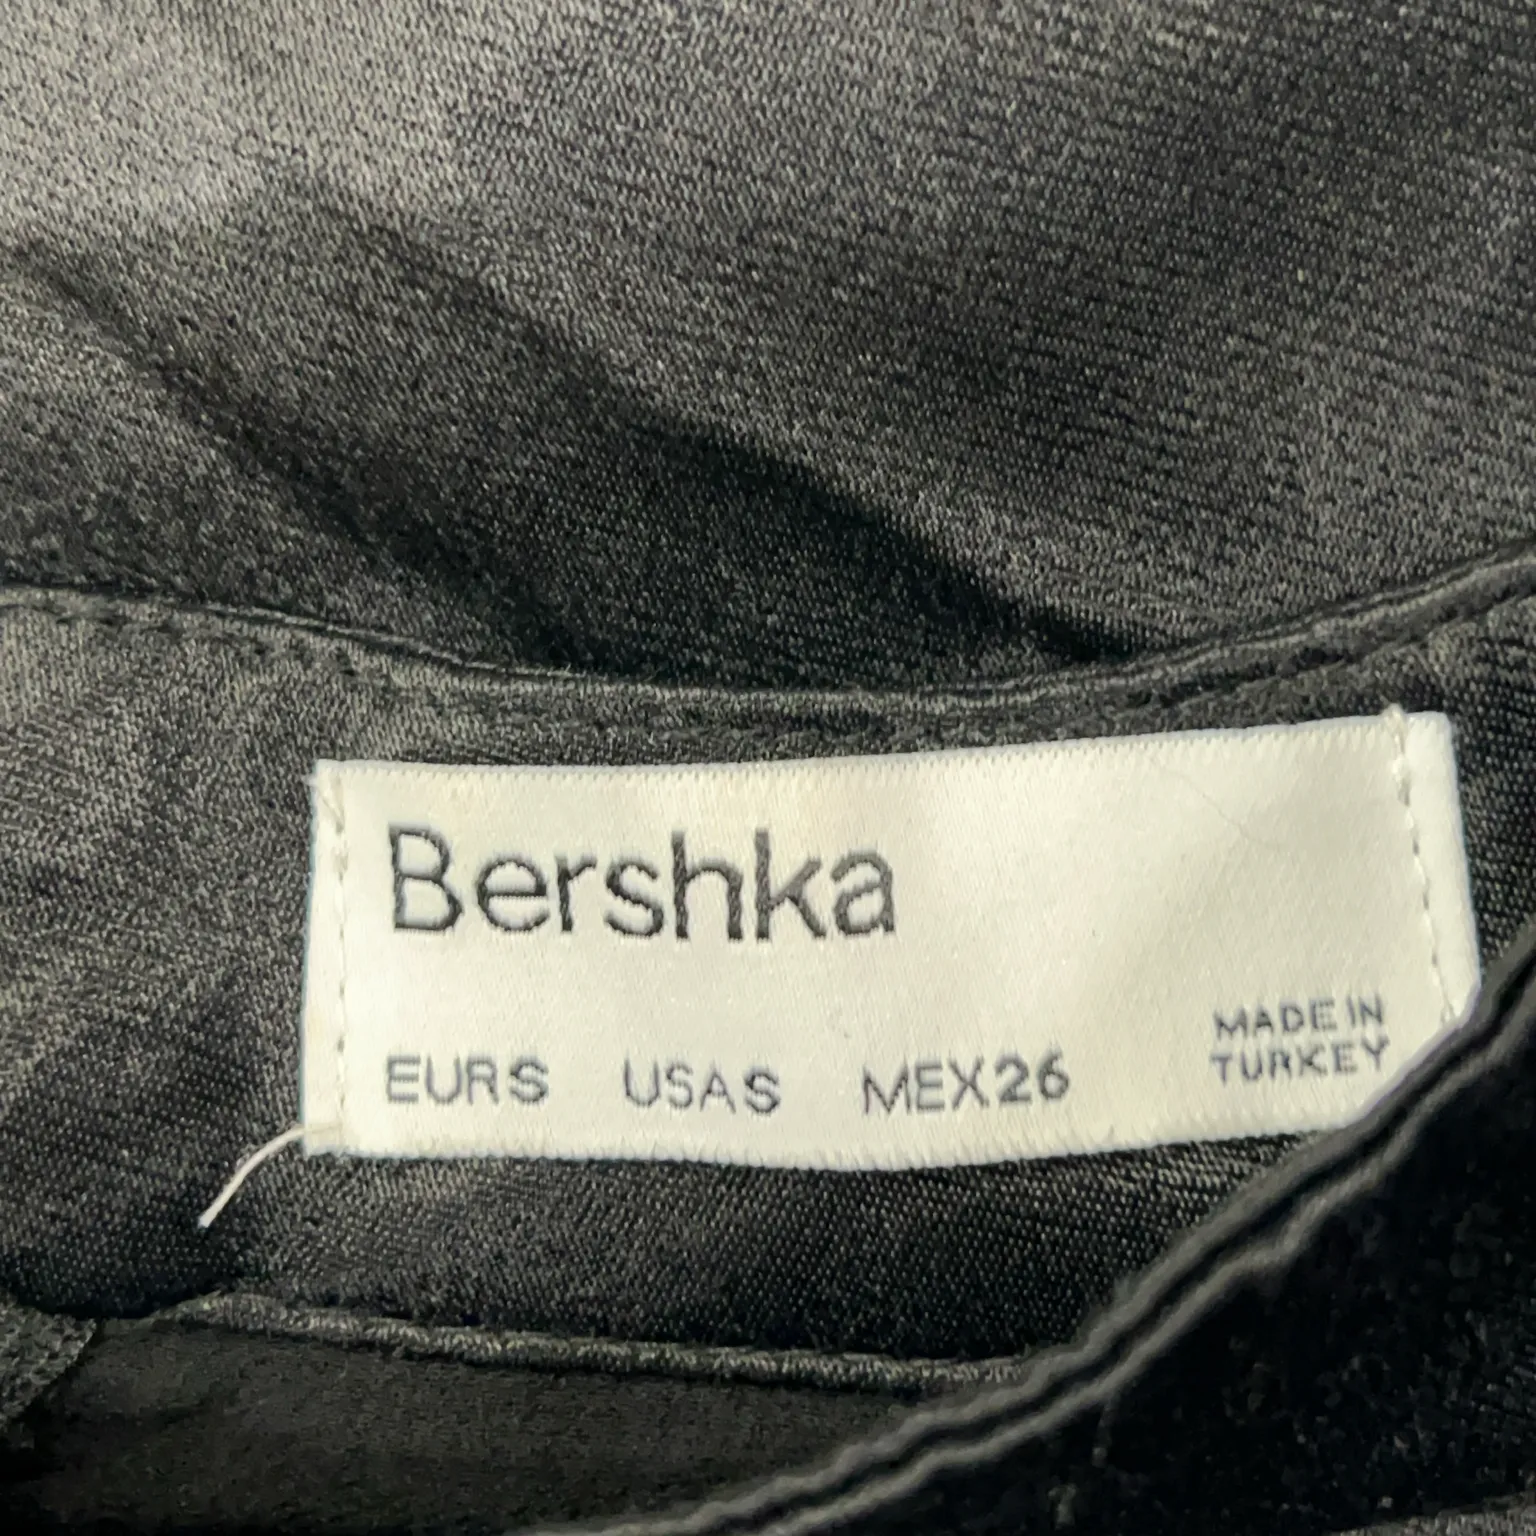 Bershka
MADE IN
TURKEY
EUR S USA S MEX 26